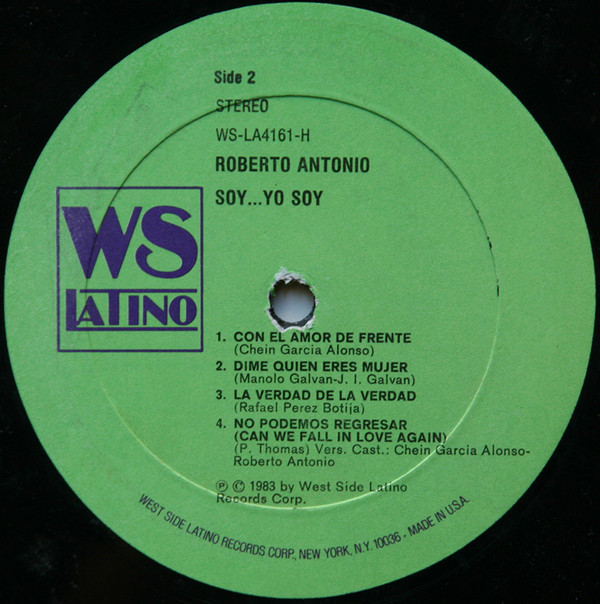 Side 2
STEREO
WS-LA4161-H
ROBERTO ANTONIO
SOY...YO SOY
WS
LATINO
1. CON EL AMOR DE FRENTE
(Chein Garcia Alonso)
2. DIME QUIEN ERES MUJER
(Manolo Galvan-J. I. Galvan)
3. LA VERDAD DE LA VERDAD
(Rafael Perez Botija)
4. NO PODEMOS REGRESAR
(CAN WE FALL IN LOVE AGAIN)
(P. Thomas) Vers. Cast.: Chein Garcia Alonso-
Roberto Antonio
℗ © 1983 by West Side Latino
Records Corp.
WEST SIDE LATINO RECORDS CORP., NEW YORK, N.Y. 10036 - MADE IN U.S.A.